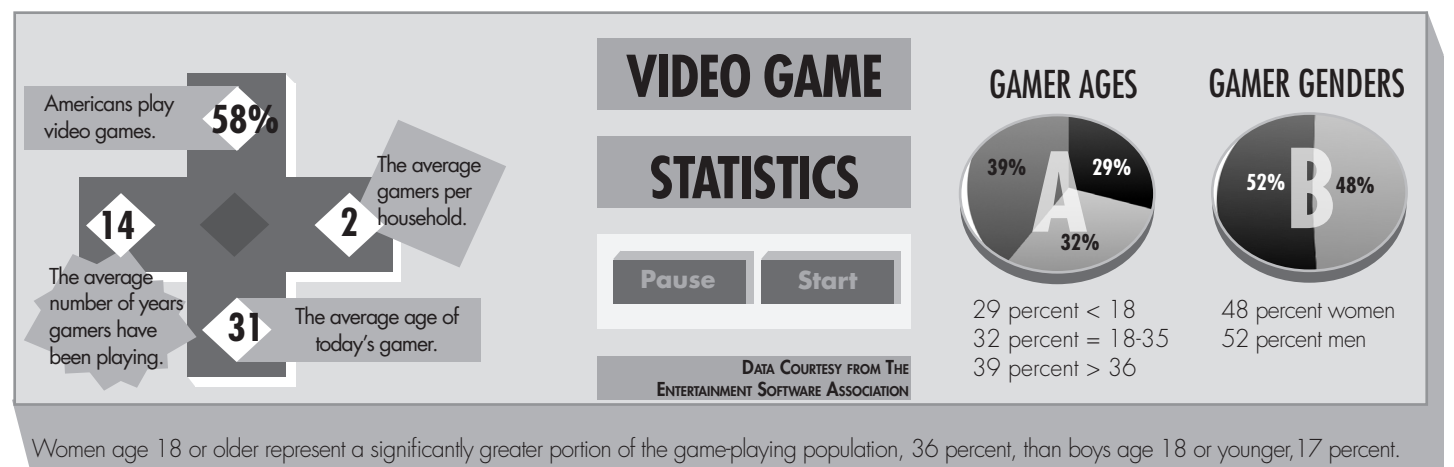 Americans play
video games.
58%
The average
gamers per
household.
2
14
The average
number of years
gamers have
been playing.
31
The average age of
today's gamer.
VIDEO GAME
STATISTICS
Pause
Start
DATA COURTESY FROM THE
ENTERTAINMENT SOFTWARE ASSOCIATION
GAMER AGES
39%
29%
A
32%
29 percent < 18
32 percent = 18-35
39 percent > 36
GAMER GENDERS
52%
B
48%
48 percent women
52 percent men
Women age 18 or older represent a significantly greater portion of the game-playing population, 36 percent, than boys age 18 or younger,17 percent.